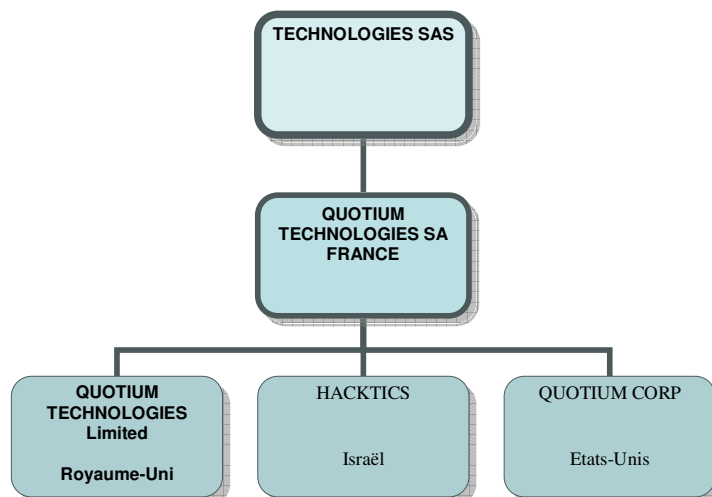 TECHNOLOGIES SAS
QUOTIUM
TECHNOLOGIES SA
FRANCE
QUOTIUM
TECHNOLOGIES
Limited
Royaume-Uni
HACKTICS
Israël
QUOTIUM CORP
Etats-Unis